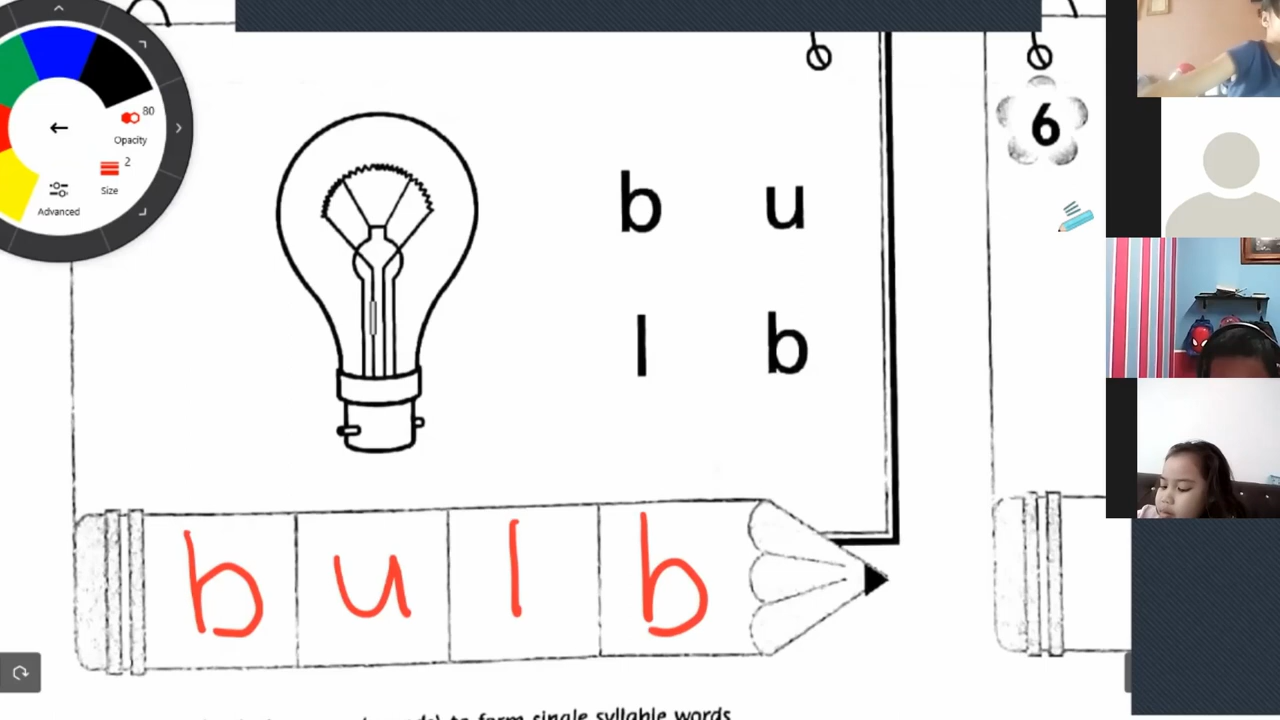 80
Opacity
2
Size
Advanced
b u
l b
6
b u l b
to form single syllable words